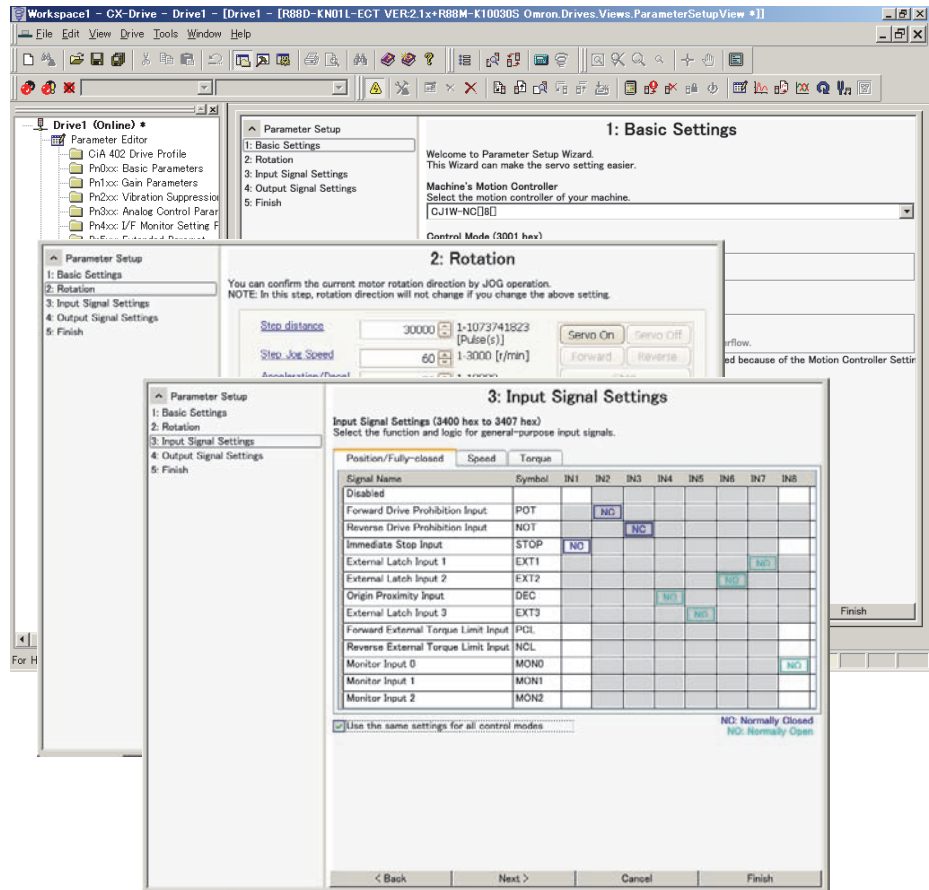 Workspace1 - CX-Drive - Drive1 - [Drive1 - [R88D-KN01L-ECT VER:2.1x+R88M-K10030S Omron.Drives.Views.ParameterSetupView *]]
File Edit View Drive Tools Window Help
Drive1 (Online) *
Parameter Editor
CiA 402 Drive Profile
Pn0xx: Basic Parameters
Pn1xx: Gain Parameters
Pn2xx: Vibration Suppression
Pn3xx: Analog Control Parar
Pn4xx: I/F Monitor Setting F
For H
Parameter Setup
1: Basic Settings
2: Rotation
3: Input Signal Settings
4: Output Signal Settings
5: Finish
1: Basic Settings
Welcome to Parameter Setup Wizard.
This Wizard can make the servo setting easier.
Machine's Motion Controller
Select the motion controller of your machine.
CJ1W-NC[]8[]
Control Mode (3001 hex)
rflow.
ed because of the Motion Controller Settir
Finish
Parameter Setup
1: Basic Settings
2: Rotation
3: Input Signal Settings
4: Output Signal Settings
5: Finish
2: Rotation
You can confirm the current motor rotation direction by JOG operation.
NOTE: In this step, rotation direction will not change if you change the above setting.
Step distance 30000 1-1073741823 [Pulse(s)] Servo On Servo Off
Step Jog Speed 60 1-3000 [r/min] Forward Reverse
Parameter Setup
1: Basic Settings
2: Rotation
3: Input Signal Settings
4: Output Signal Settings
5: Finish
3: Input Signal Settings
Input Signal Settings (3400 hex to 3407 hex)
Select the function and logic for general-purpose input signals.
Position/Fully-closed Speed Torque
Signal Name Symbol IN1 IN2 IN3 IN4 IN5 IN6 IN7 IN8
Disabled
Forward Drive Prohibition Input POT NC
Reverse Drive Prohibition Input NOT NC
Immediate Stop Input STOP NC
External Latch Input 1 EXT1 NO
External Latch Input 2 EXT2 NO
Origin Proximity Input DEC NO
External Latch Input 3 EXT3 NO
Forward External Torque Limit Input PCL
Reverse External Torque Limit Input NCL
Monitor Input 0 MON0 NO
Monitor Input 1 MON1
Monitor Input 2 MON2
Use the same settings for all control modes
NC: Normally Closed
NO: Normally Open
< Back Next > Cancel Finish